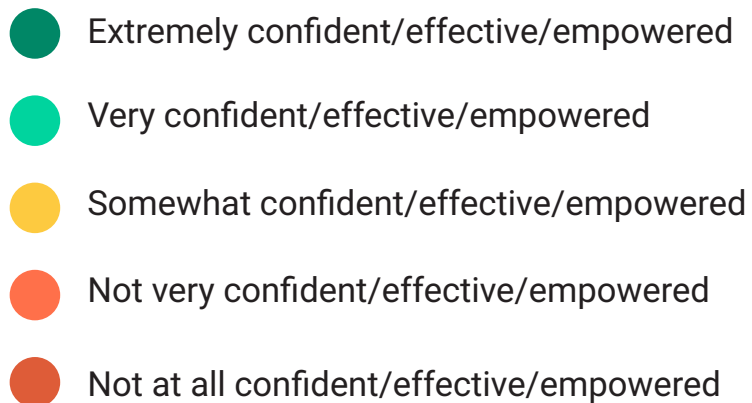 Extremely confident/effective/empowered
Very confident/effective/empowered
Somewhat confident/effective/empowered
Not very confident/effective/empowered
Not at all confident/effective/empowered